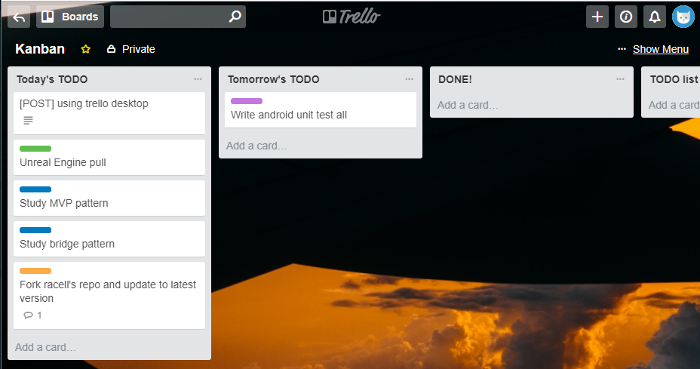 Boards
Trello
Kanban
Private
Show Menu
Today's TODO
[POST] using trello desktop
Unreal Engine pull
Study MVP pattern
Study bridge pattern
Fork racell's repo and update to latest
version
1
Add a card...
Tomorrow's TODO
Write android unit test all
Add a card...
DONE!
Add a card...
TODO list
Add a card